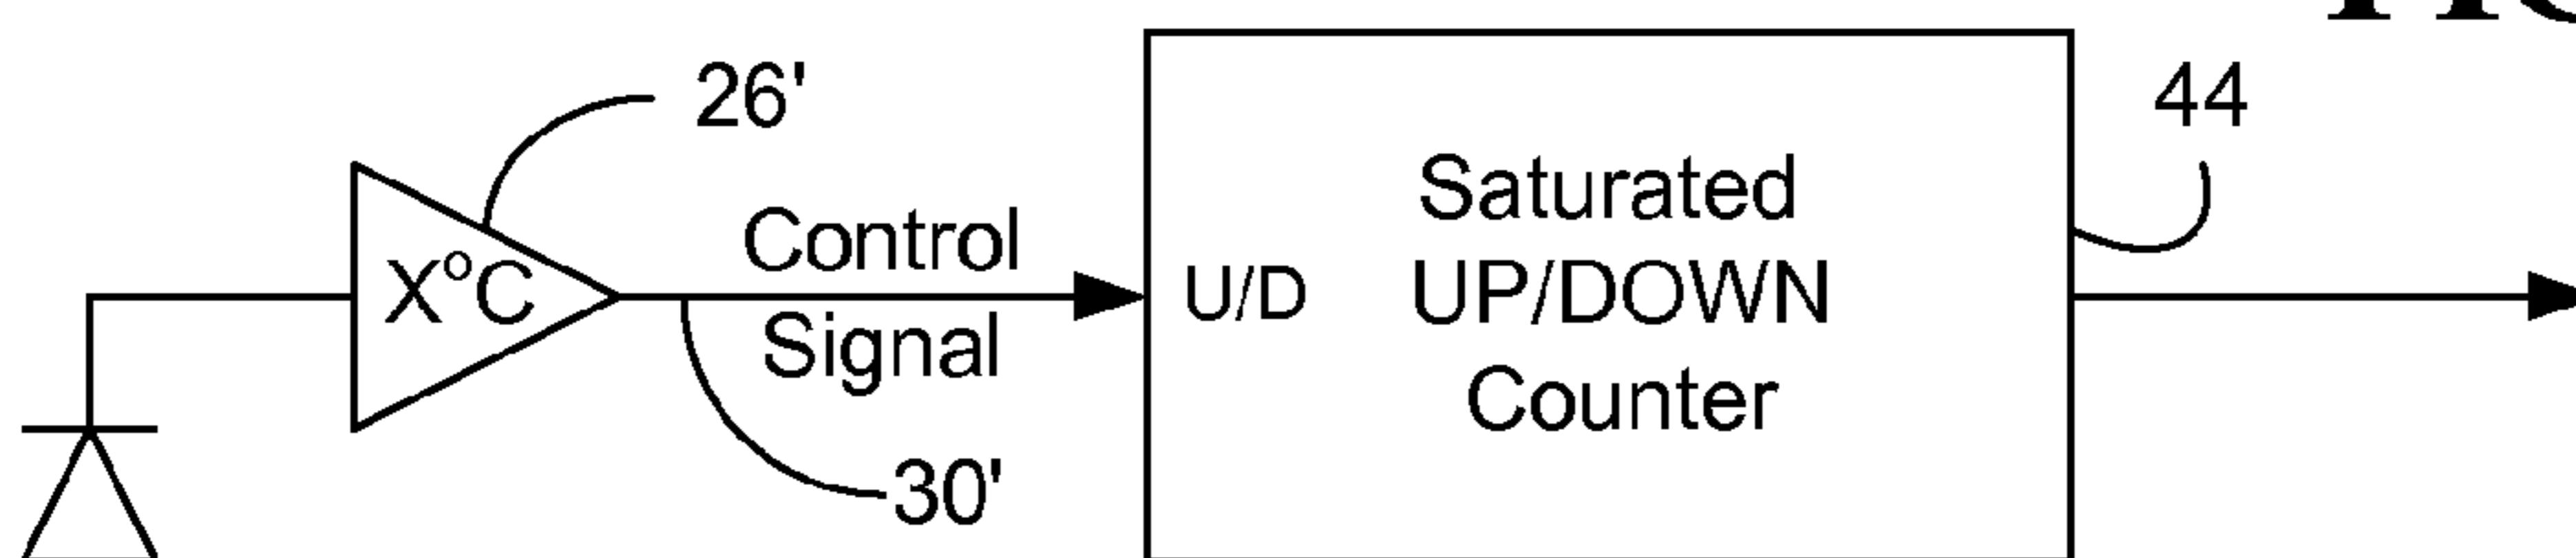 26'
44
Saturated
Control
X°C
U/D
UP/DOWN
Signal
Counter
30'